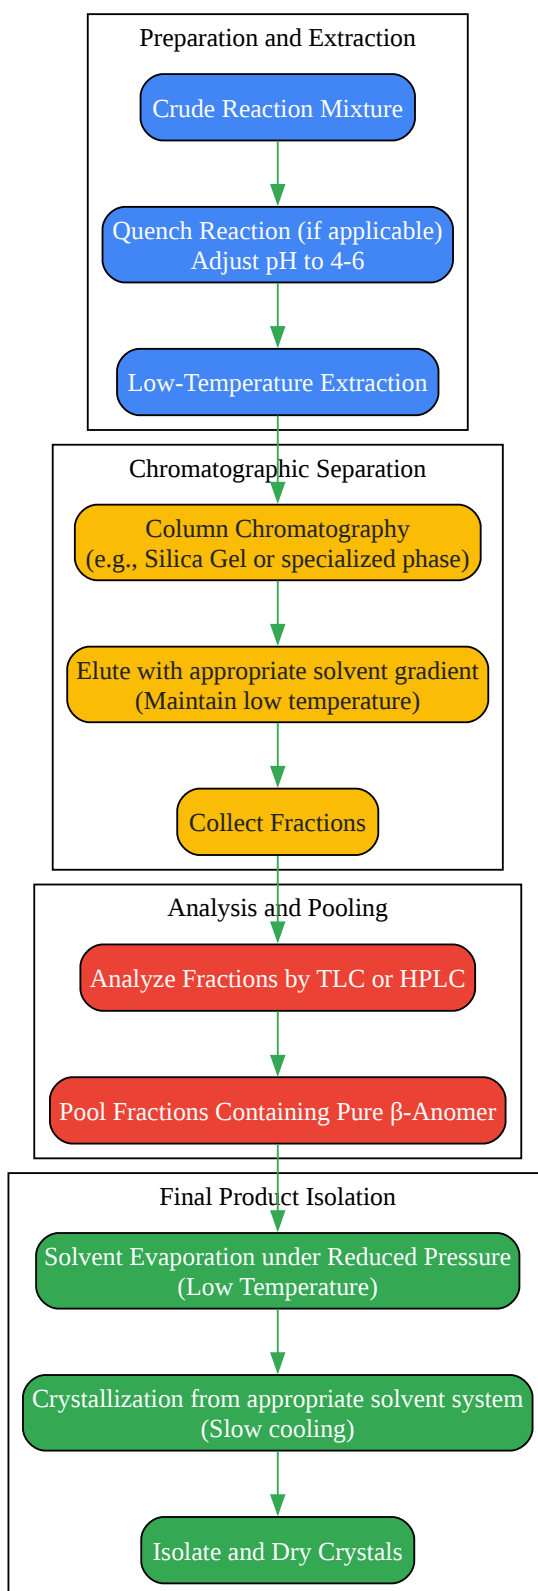 Preparation and Extraction
Crude Reaction Mixture
Quench Reaction (if applicable)
Adjust pH to 4-6
Low-Temperature Extraction
Chromatographic Separation
Column Chromatography
(e.g., Silica Gel or specialized phase)
Elute with appropriate solvent gradient
(Maintain low temperature)
Collect Fractions
Analysis and Pooling
Analyze Fractions by TLC or HPLC
Pool Fractions Containing Pure β-Anomer
Final Product Isolation
Solvent Evaporation under Reduced Pressure
(Low Temperature)
Crystallization from appropriate solvent system
(Slow cooling)
Isolate and Dry Crystals